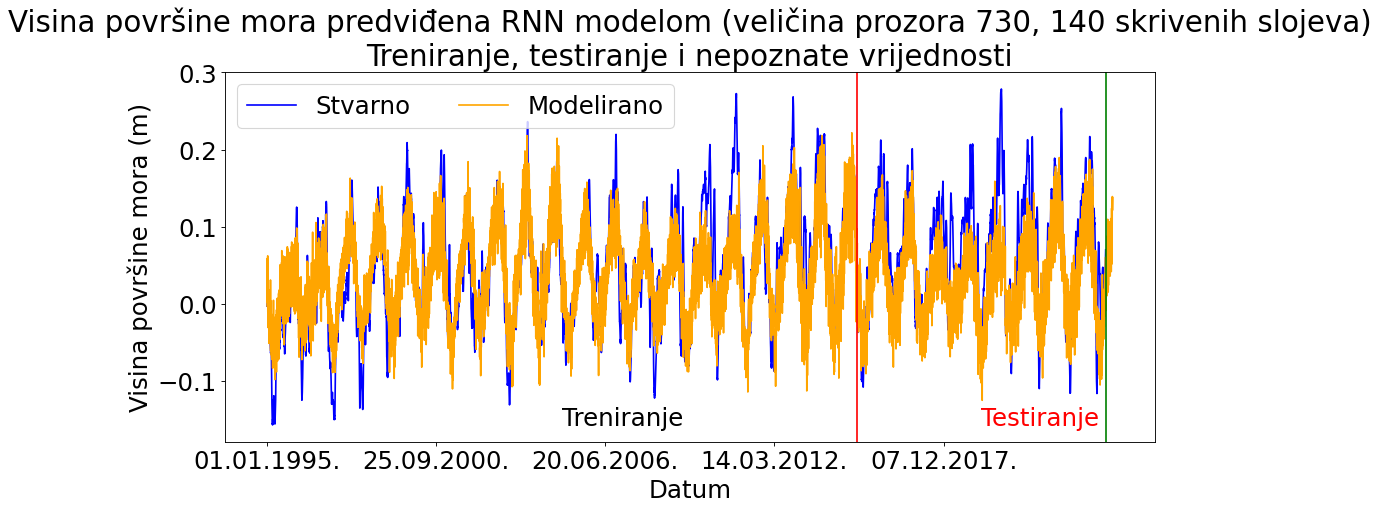 Visina površine mora predviđena RNN modelom (veličina prozora 730, 140 skrivenih slojeva)
Treniranje, testiranje i nepoznate vrijednosti
Stvarno
Modelirano
Visina površine mora (m)
0.3
0.2
0.1
0.0
−0.1
Treniranje
Testiranje
01.01.1995.
25.09.2000.
20.06.2006.
14.03.2012.
07.12.2017.
Datum